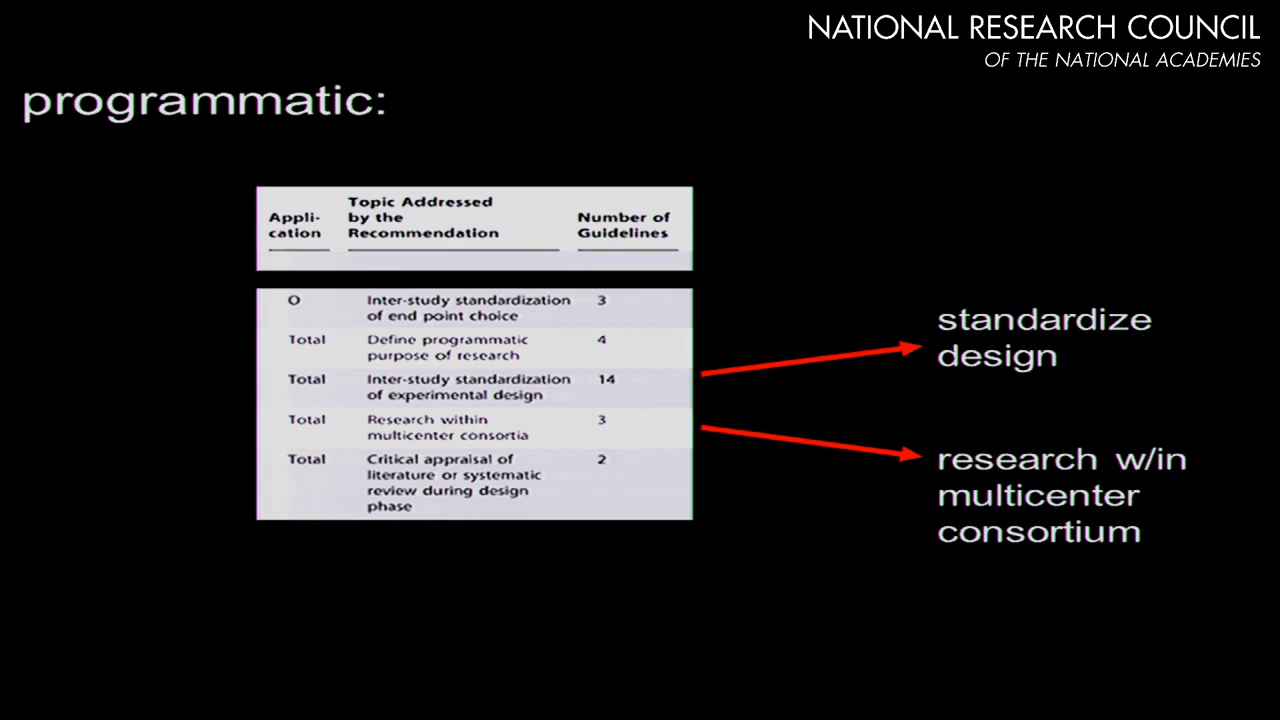 NATIONAL RESEARCH COUNCIL
OF THE NATIONAL ACADEMIES
programmatic:
Appli-
cation
Topic Addressed
by the
Recommendation
Number of
Guidelines
O Inter-study standardization 3
of end point choice
Total Define programmatic 4
purpose of research
Total Inter-study standardization 14
of experimental design
Total Research within 3
multicenter consortia
Total Critical appraisal of 2
literature or systematic
review during design
phase
standardize
design
research w/in
multicenter
consortium